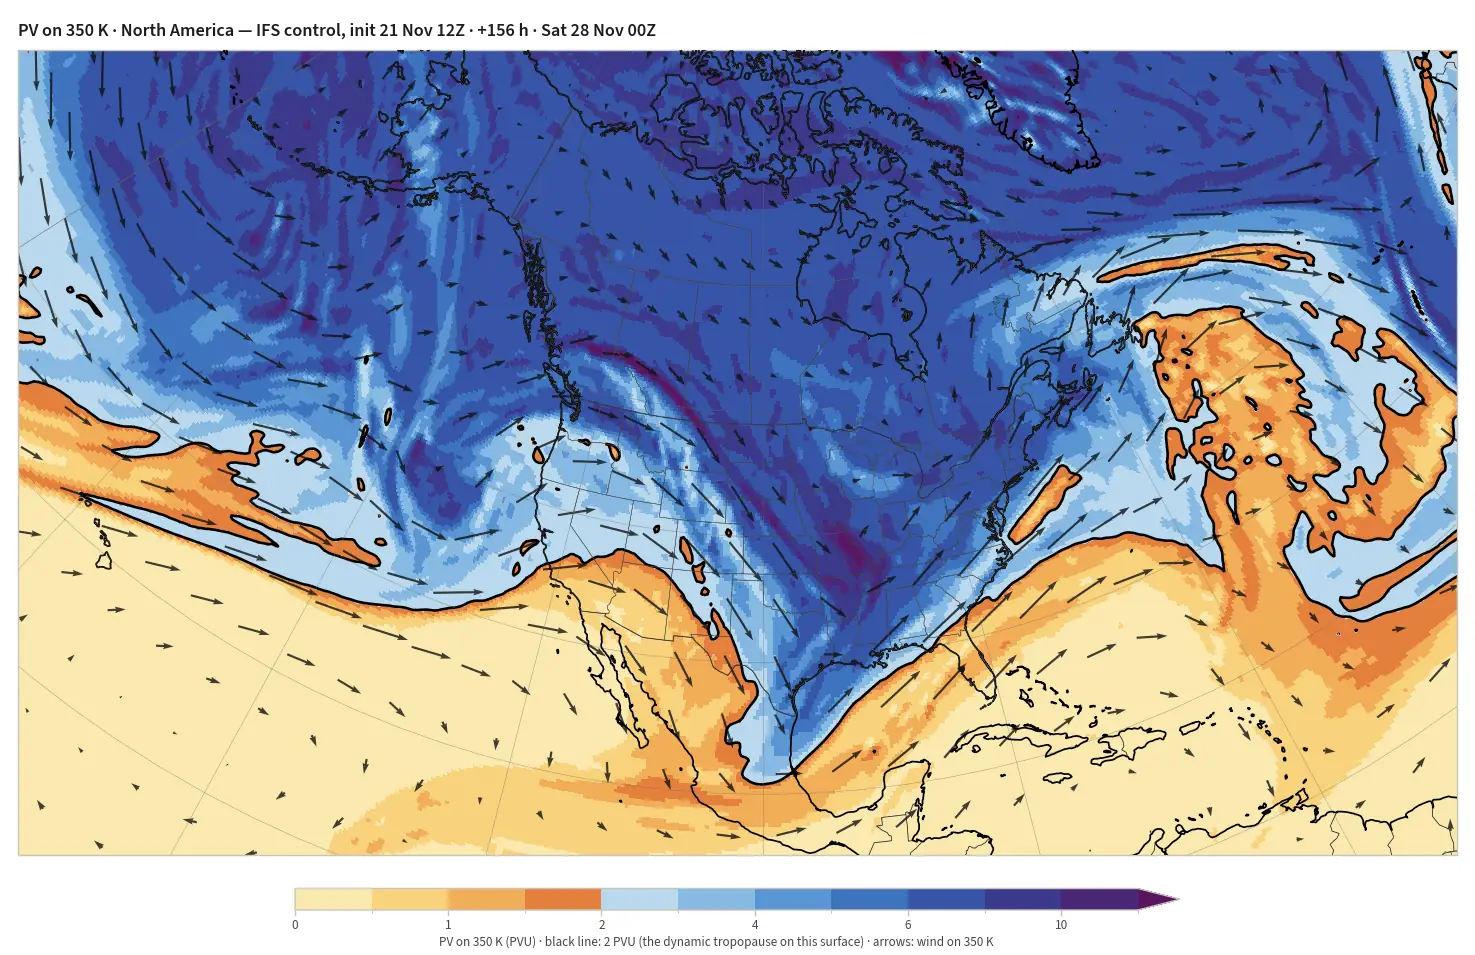 PV on 350 K · North America — IFS control, init 21 Nov 12Z · +156 h · Sat 28 Nov 00Z
0 1 2 4 6 10
PV on 350 K (PVU) · black line: 2 PVU (the dynamic tropopause on this surface) · arrows: wind on 350 K